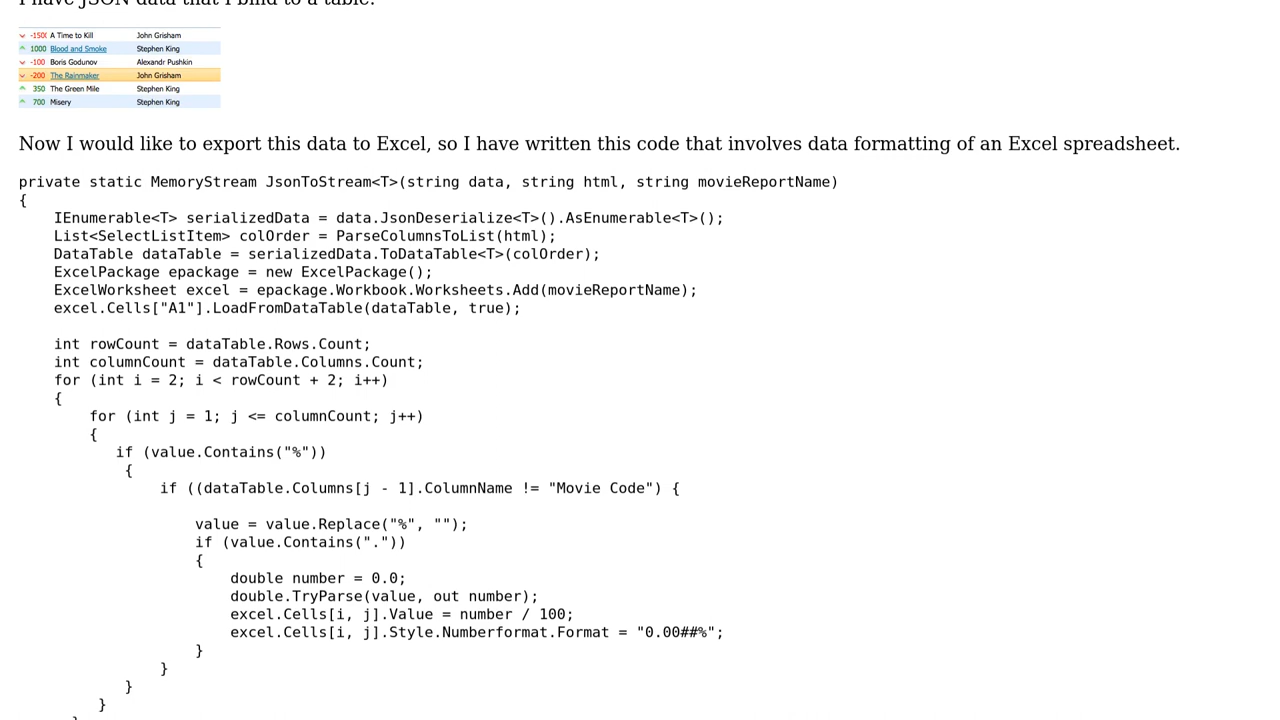 I have JSON data that I bind to a table.
-150 A Time to Kill John Grisham
1000 Blood and Smoke Stephen King
-100 Boris Godunov Alexandr Pushkin
-200 The Rainmaker John Grisham
350 The Green Mile Stephen King
700 Misery Stephen King
Now I would like to export this data to Excel, so I have written this code that involves data formatting of an Excel spreadsheet.
private static MemoryStream JsonToStream<T>(string data, string html, string movieReportName)
{
IEnumerable<T> serializedData = data.JsonDeserialize<T>().AsEnumerable<T>();
List<SelectListItem> colOrder = ParseColumnsToList(html);
DataTable dataTable = serializedData.ToDataTable<T>(colOrder);
ExcelPackage epackage = new ExcelPackage();
ExcelWorksheet excel = epackage.Workbook.Worksheets.Add(movieReportName);
excel.Cells["A1"].LoadFromDataTable(dataTable, true);
int rowCount = dataTable.Rows.Count;
int columnCount = dataTable.Columns.Count;
for (int i = 2; i < rowCount + 2; i++)
{
for (int j = 1; j <= columnCount; j++)
{
if (value.Contains("%"))
{
if ((dataTable.Columns[j - 1].ColumnName != "Movie Code") {
value = value.Replace("%", "");
if (value.Contains("."))
{
double number = 0.0;
double.TryParse(value, out number);
excel.Cells[i, j].Value = number / 100;
excel.Cells[i, j].Style.Numberformat.Format = "0.00##%";
}
}
}
}
}